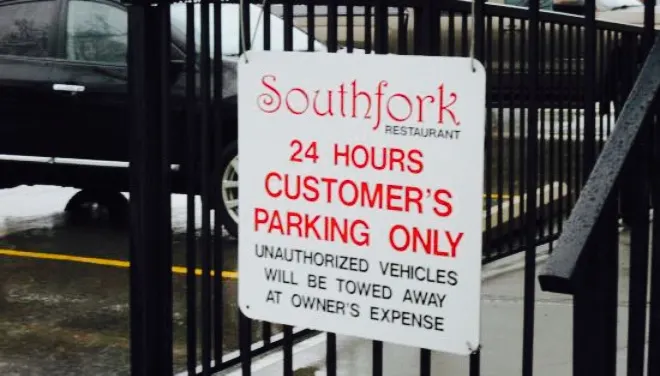 Southfork
RESTAURANT
24 HOURS
CUSTOMER'S
PARKING ONLY
UNAUTHORIZED VEHICLES
WILL BE TOWED AWAY
AT OWNER'S EXPENSE